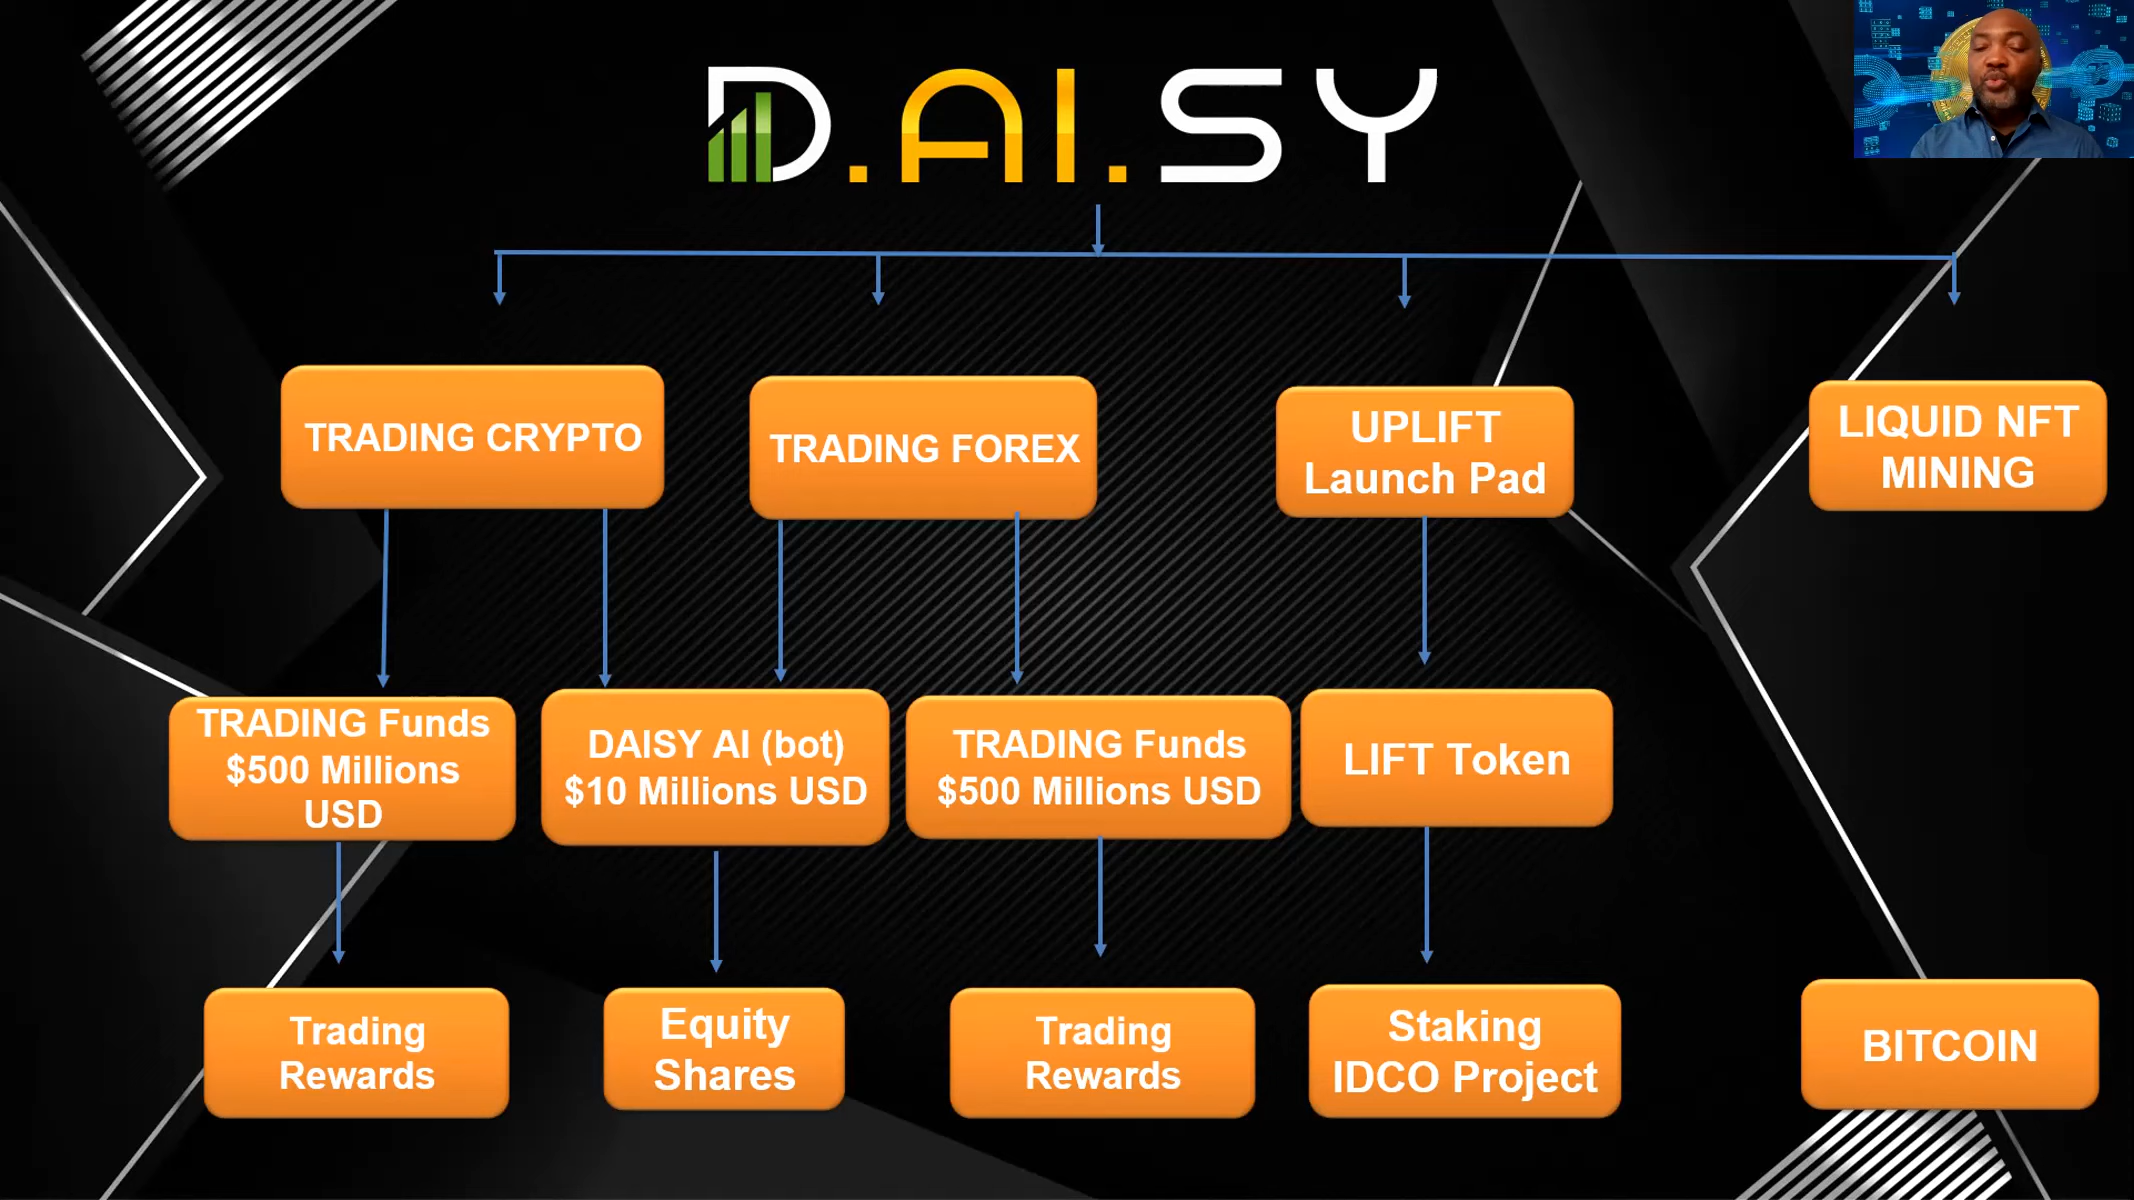 D.AI.SY
TRADING CRYPTO
TRADING FOREX
UPLIFT
Launch Pad
LIQUID NFT
MINING
TRADING Funds
$500 Millions
USD
DAISY AI (bot)
$10 Millions USD
TRADING Funds
$500 Millions USD
LIFT Token
Trading
Rewards
Equity
Shares
Trading
Rewards
Staking
IDCO Project
BITCOIN